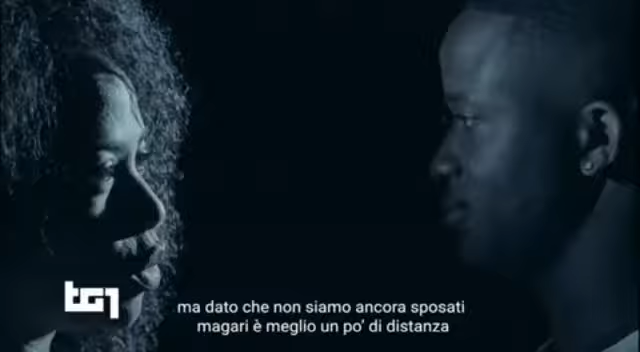 tg1
ma dato che non siamo ancora sposati
magari è meglio un po' di distanza